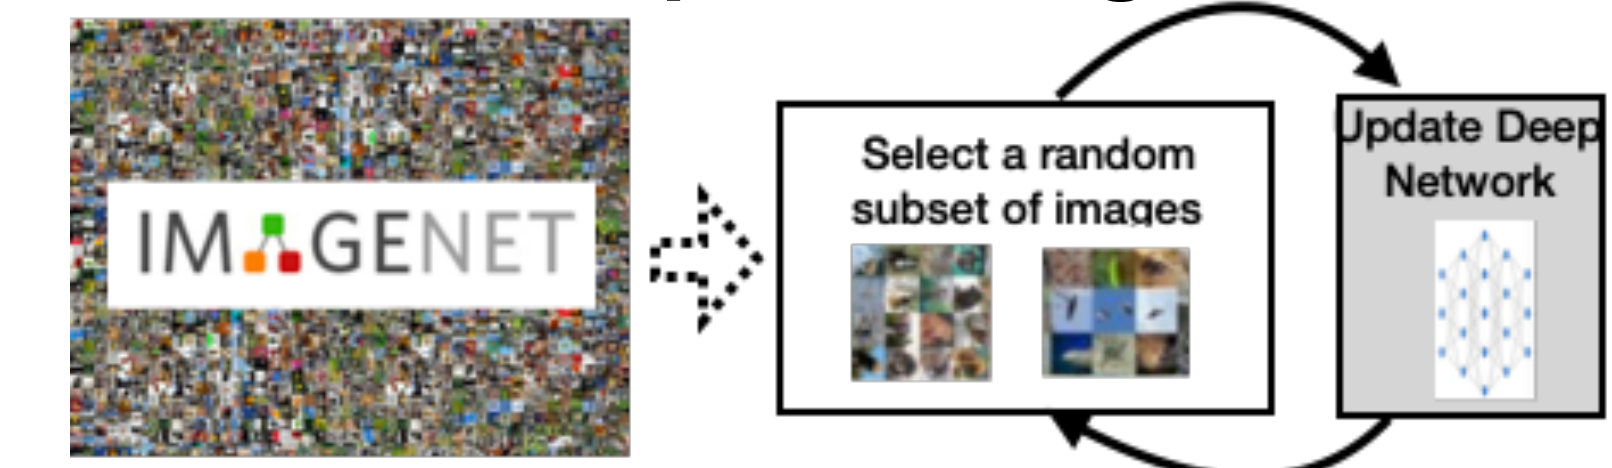 IMAGENET
Select a random
subset of images
Update Deep
Network